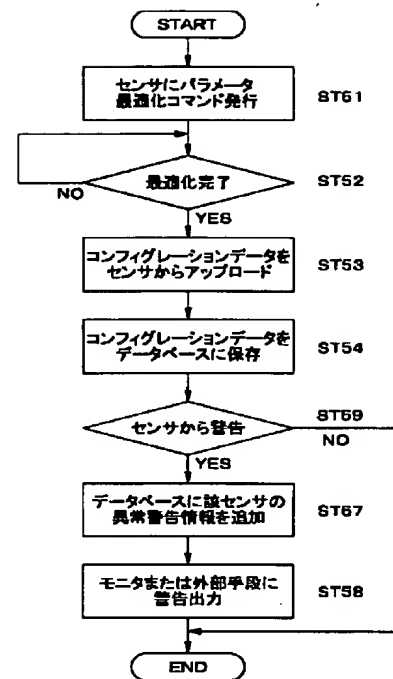 START
センサにパラメータ
最適化コマンド発行
ST51
最適化完了
ST52
NO
YES
コンフィグレーションデータを
センサからアップロード
ST53
コンフィグレーションデータを
データベースに保存
ST54
センサから警告
ST69
NO
YES
データベースに該センサの
異常警告情報を追加
ST67
モニタまたは外部手段に
警告出力
ST58
END